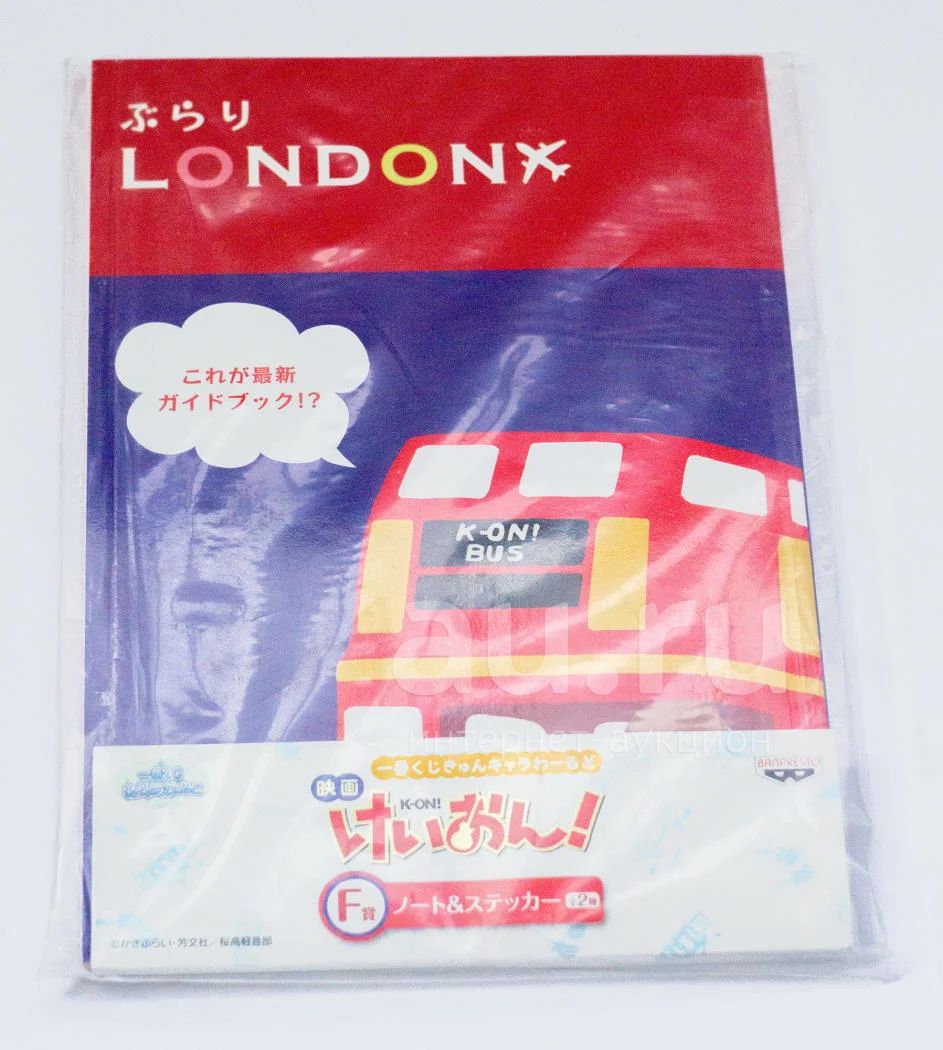 ぶらり
LONDON
これが最新
ガイドブック!?
K-ON!
BUS
au.ru
интернет-аукцион
一番くじきゅんキャラわーるど
BANPRESTO
映画
K-ON!
けいおん!
F賞
ノート&ステッカー 全2種
©かきふらい・芳文社/桜高軽音部